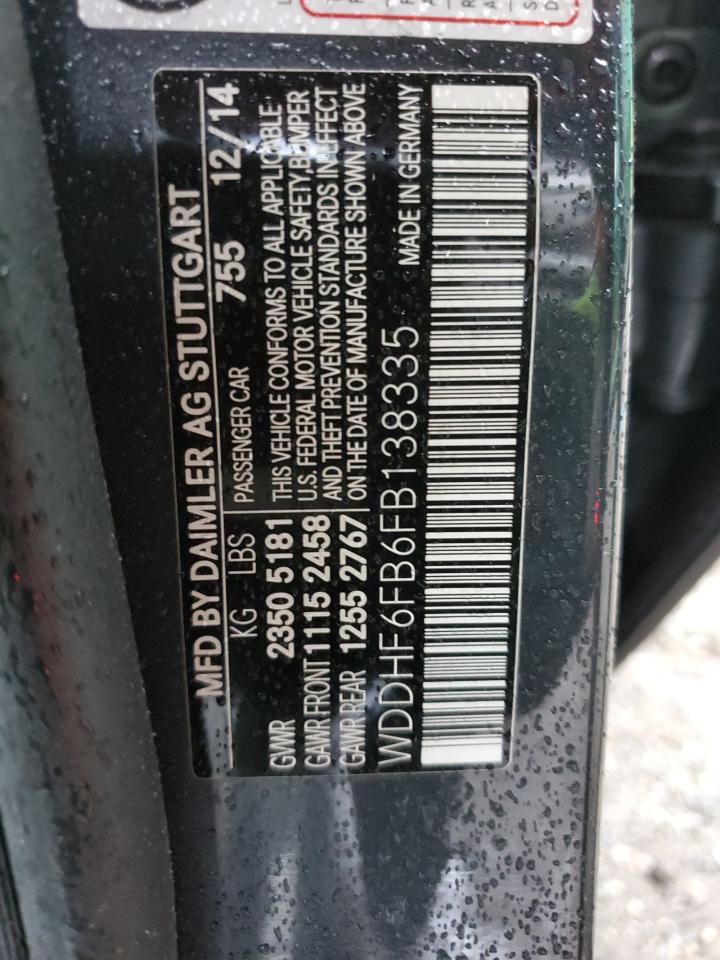 MFD BY DAIMLER AG STUTTGART
755 12/14
KG LBS PASSENGER CAR
GWR 2350 5181 THIS VEHICLE CONFORMS TO ALL APPLICABLE
GAWR FRONT 1115 2458 U.S. FEDERAL MOTOR VEHICLE SAFETY,BUMPER
GAWR REAR 1255 2767 AND THEFT PREVENTION STANDARDS IN EFFECT
ON THE DATE OF MANUFACTURE SHOWN ABOVE
WDDHF6FB6FB138335 MADE IN GERMANY